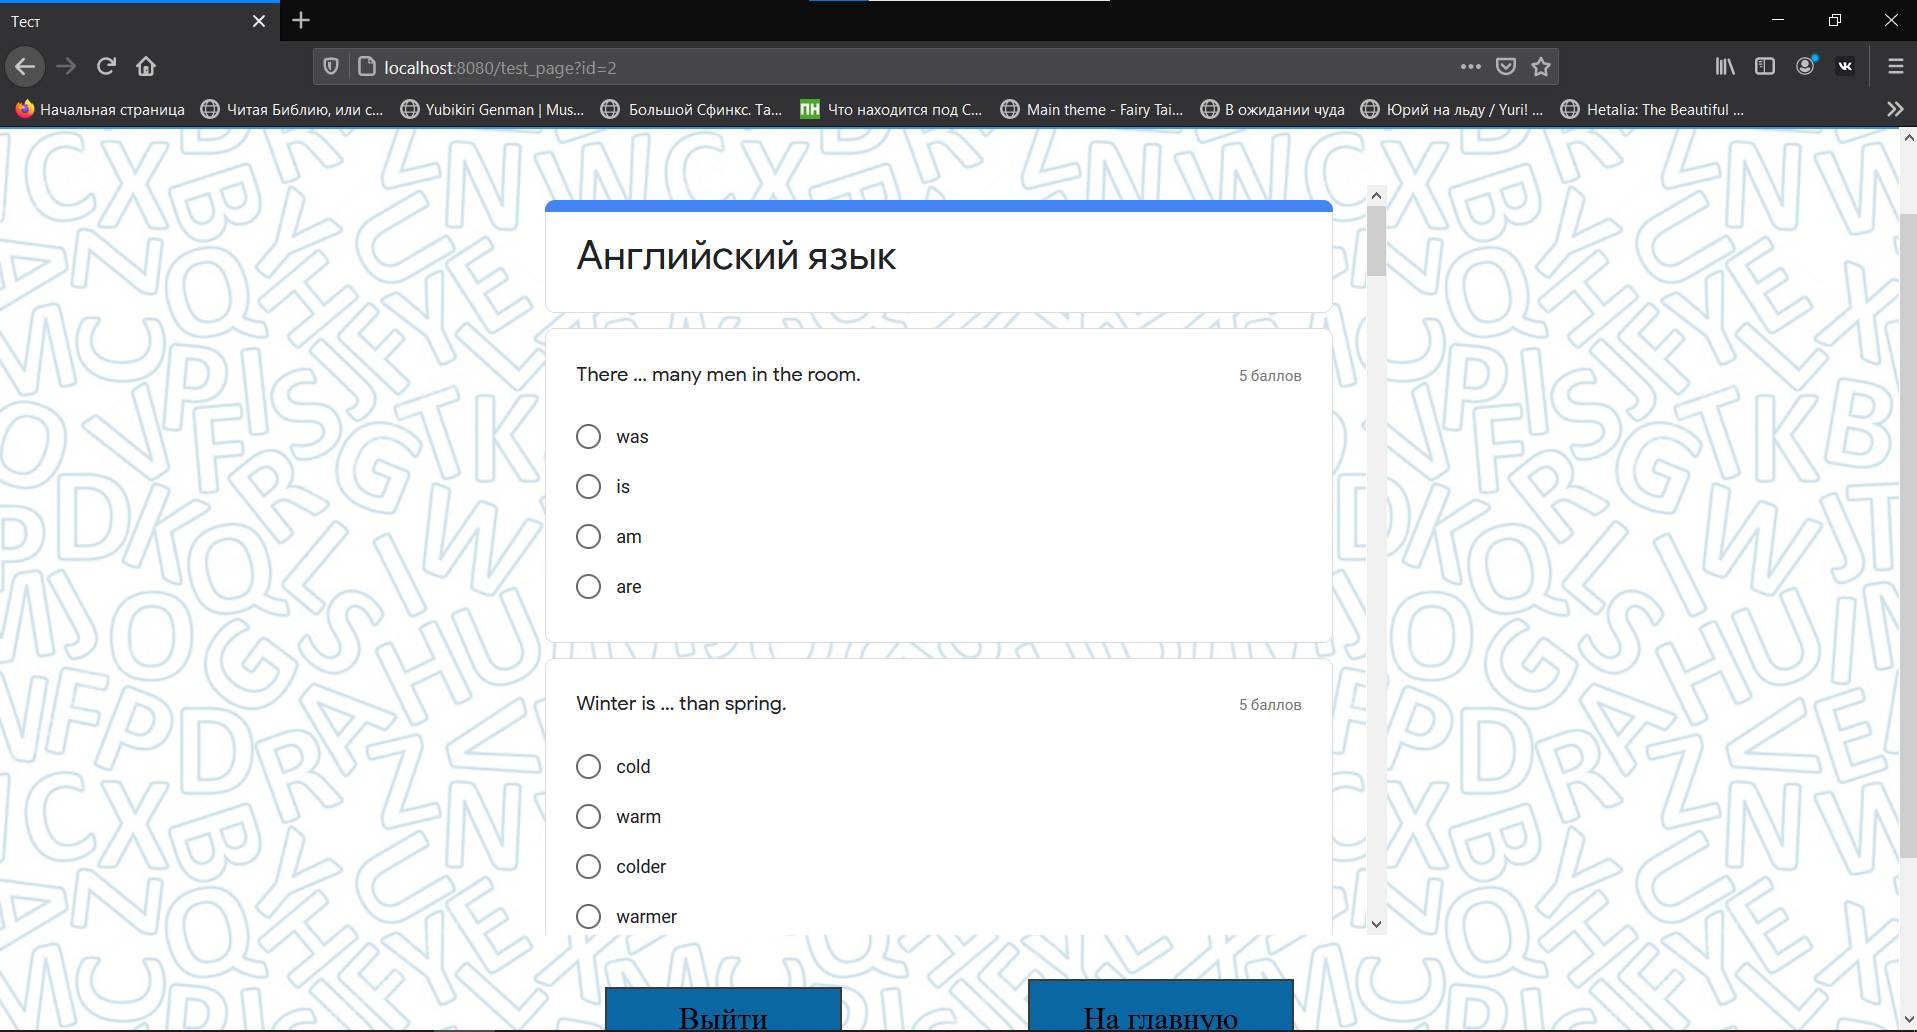 Тест
localhost:8080/test_page?id=2
Начальная страница
Читая Библию, или с...
Yubikiri Genman | Mus...
Большой Сфинкс. Та...
ПН
Что находится под С...
Main theme - Fairy Tai...
В ожидании чуда
Юрий на льду / Yuri! ...
Hetalia: The Beautiful ...
Английский язык
There ... many men in the room.
5 баллов
was
is
am
are
Winter is ... than spring.
5 баллов
cold
warm
colder
warmer
Выйти
На главную